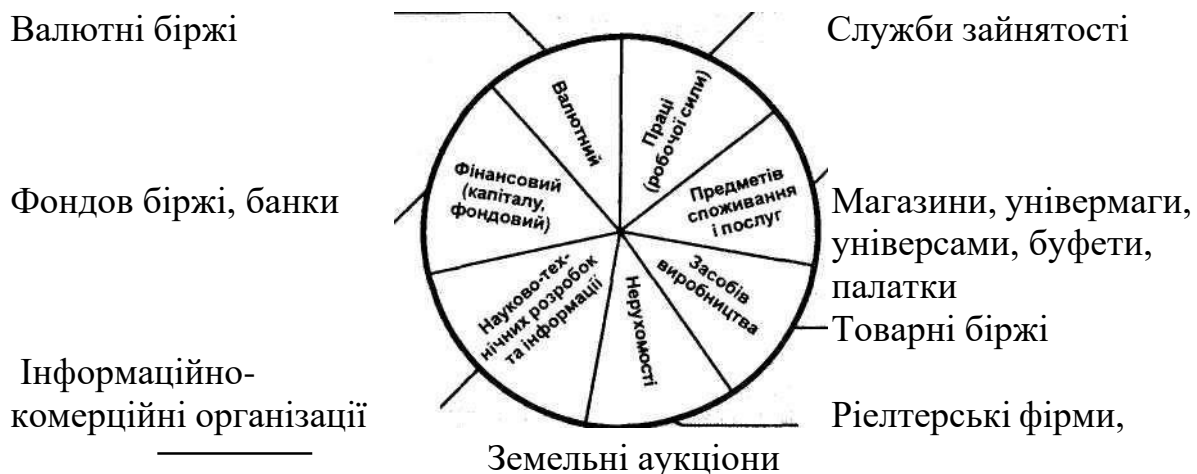 Валютні біржі
Служби зайнятості
Валютний
Праці
(робочої сили)
Фінансовий
(капіталу,
фондовий)
Предметів
споживання
і послуг
Фондов біржі, банки
Магазини, універмаги,
універсами, буфети,
палатки
Засобів
виробництва
Науково-тех-
нічних розробок
та інформації
Нерухомості
Товарні біржі
Інформаційно-
комерційні організації
Ріелтерські фірми,
Земельні аукціони